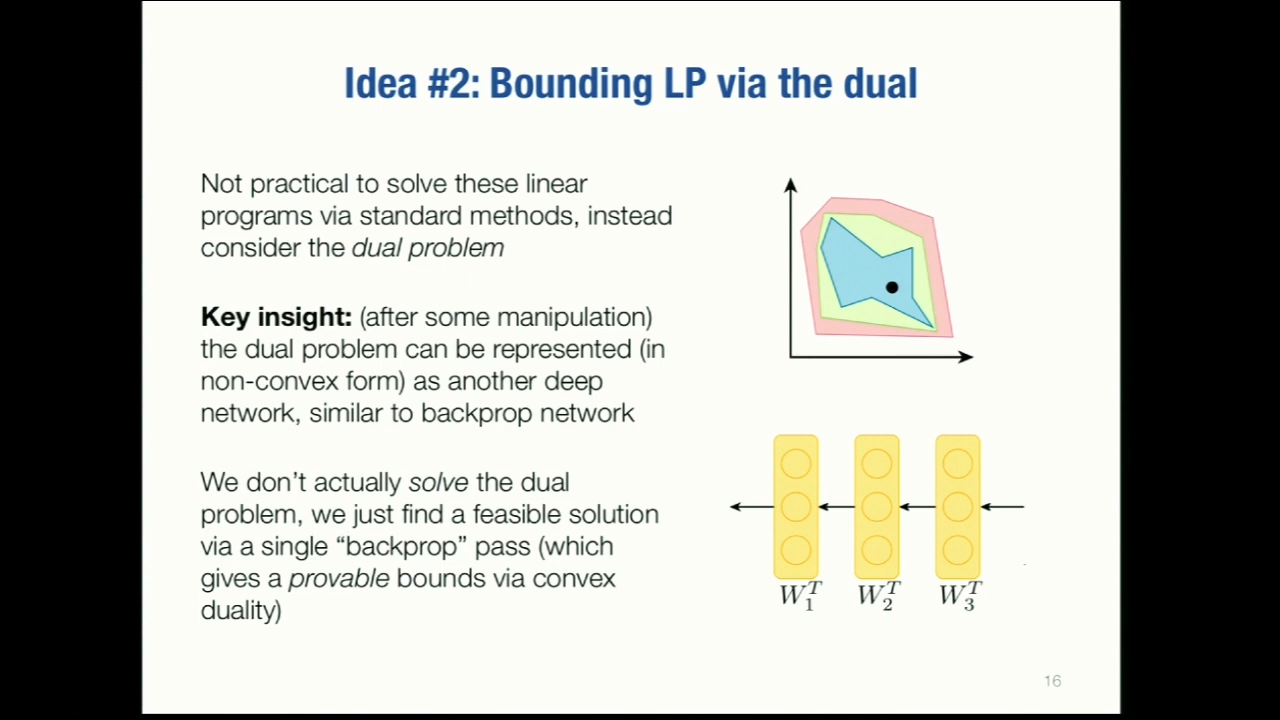 Idea #2: Bounding LP via the dual
Not practical to solve these linear
programs via standard methods, instead
consider the dual problem
Key insight: (after some manipulation)
the dual problem can be represented (in
non-convex form) as another deep
network, similar to backprop network
We don't actually solve the dual
problem, we just find a feasible solution
via a single “backprop” pass (which
gives a provable bounds via convex
duality)
W_1^T W_2^T W_3^T
16